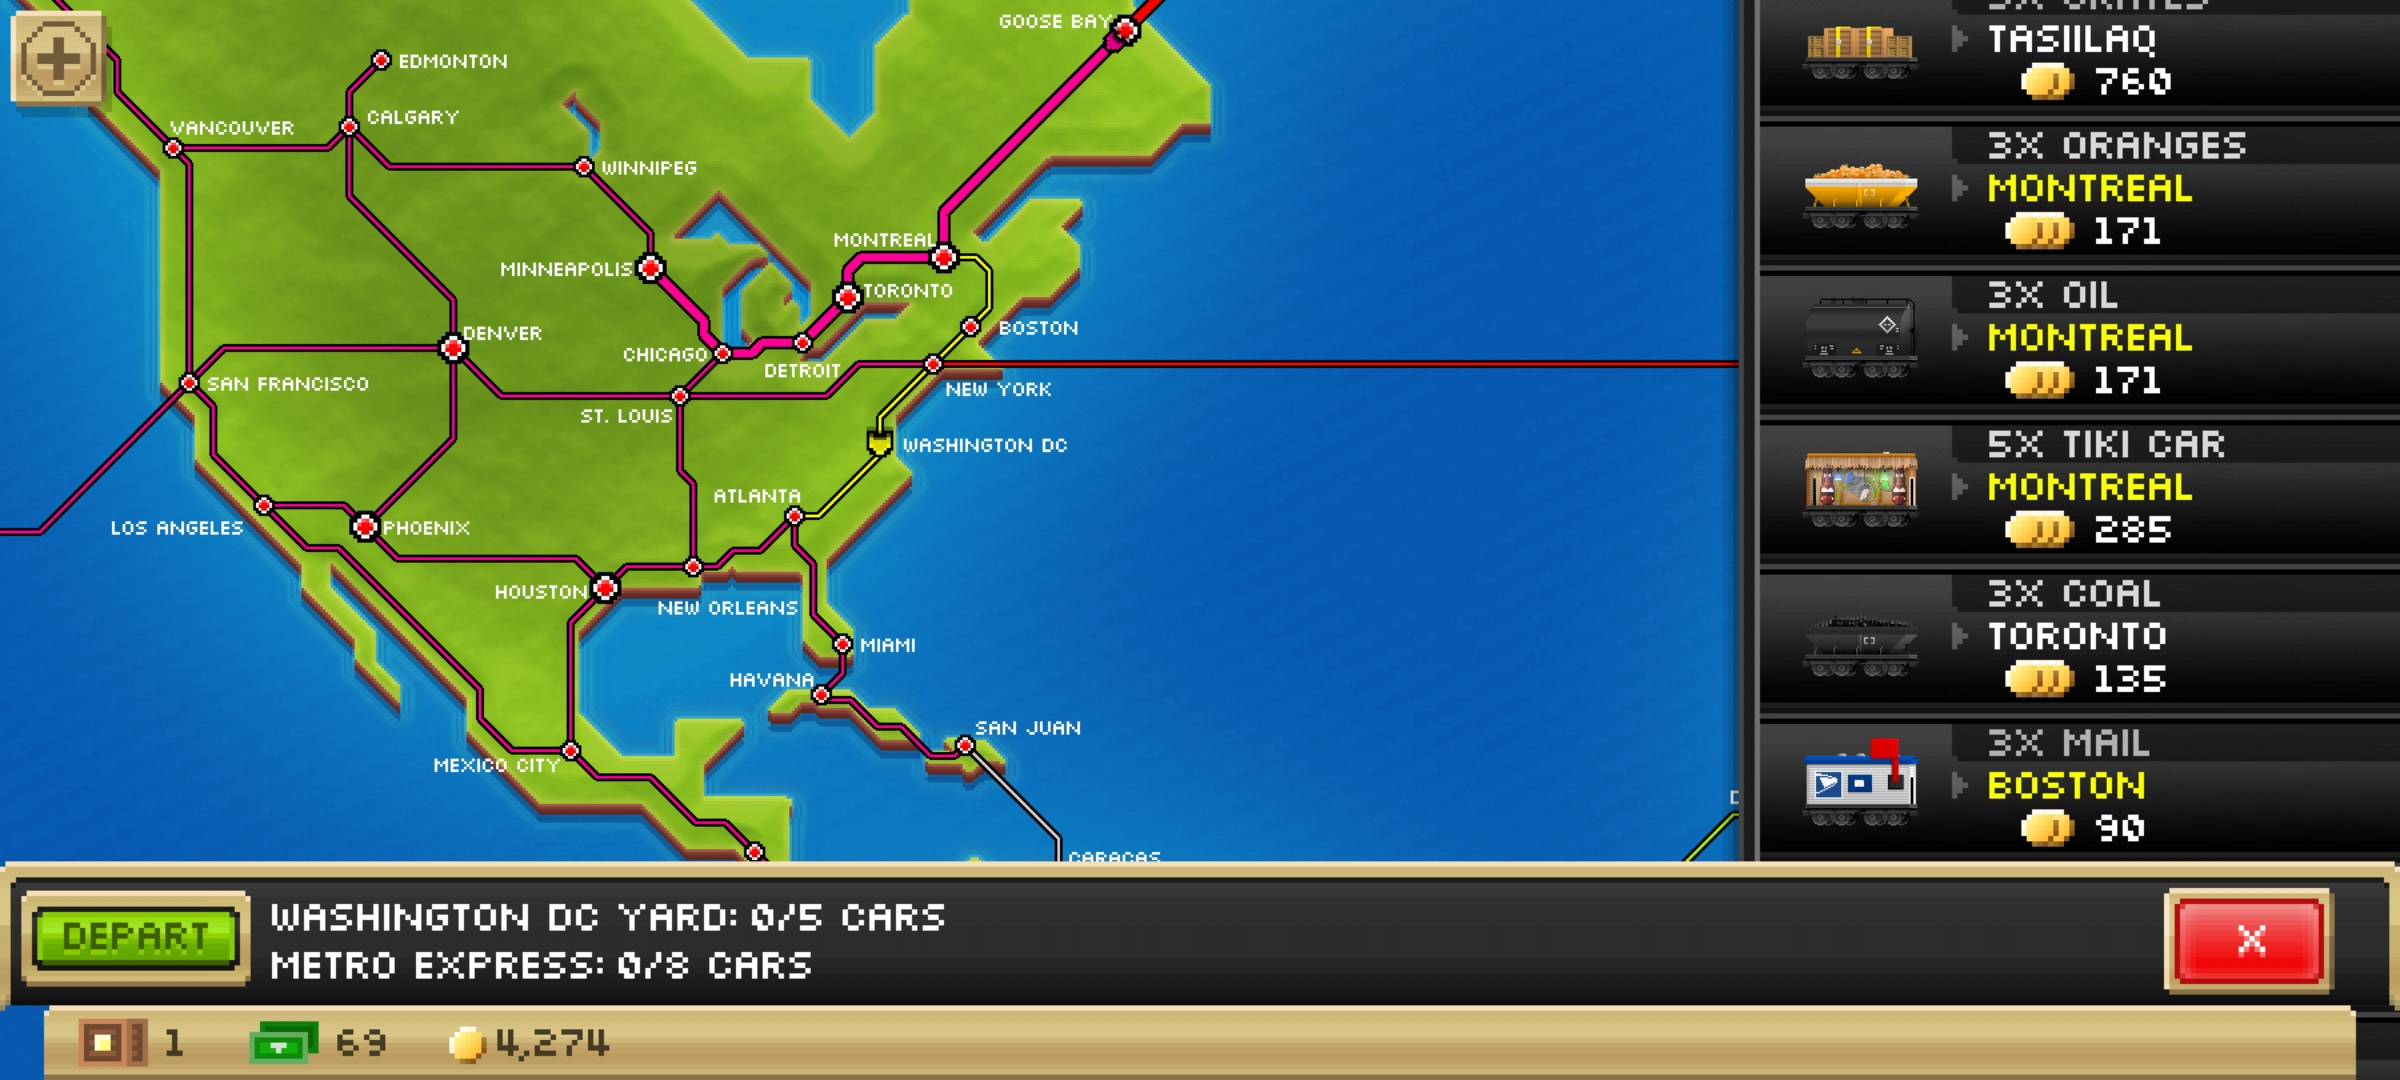 GOOSE BAY
EDMONTON
CALGARY
VANCOUVER
WINNIPEG
MONTREAL
MINNEAPOLIS
TORONTO
DENVER
BOSTON
CHICAGO
DETROIT
SAN FRANCISCO
NEW YORK
ST. LOUIS
WASHINGTON DC
ATLANTA
LOS ANGELES
PHOENIX
HOUSTON
NEW ORLEANS
MIAMI
HAVANA
SAN JUAN
MEXICO CITY
CARACAS
5X CRATES
TASIILAQ
760
3X ORANGES
MONTREAL
171
3X OIL
MONTREAL
171
5X TIKI CAR
MONTREAL
285
3X COAL
TORONTO
135
3X MAIL
BOSTON
90
DEPART
WASHINGTON DC YARD: 0/5 CARS
METRO EXPRESS: 0/8 CARS
X
1
69
4,274